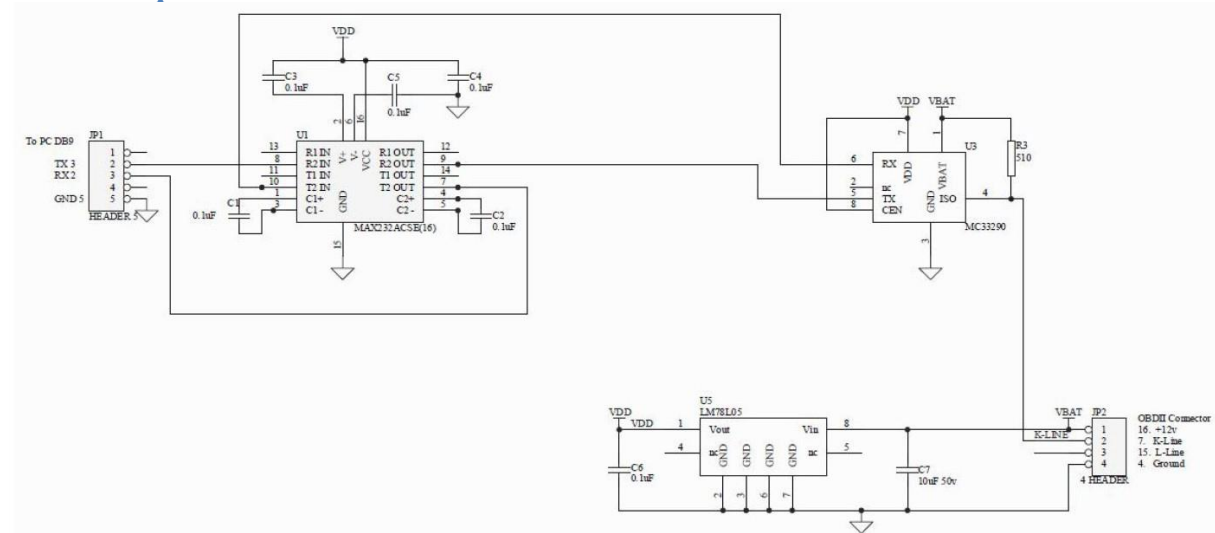 VDD
C3
0.1uF
C5
0.1uF
C4
0.1uF
2
6
16
To PC DB9
JP1
TX 3
RX 2
GND 5
1
2
3
4
5
HEADER 5
U1
13
8
11
10
1
3
R1 IN
R2 IN
T1 IN
T2 IN
C1+
C1-
V+
V-
VCC
GND
R1 OUT
R2 OUT
T1 OUT
T2 OUT
C2+
C2-
12
9
14
7
4
5
15
MAX232ACSE(16)
C1
0.1uF
C2
0.1uF
VDD
VBAT
7
1
U3
R3
510
6
2
5
8
RX
TX
CEN
VDD
VBAT
GND
ISO
4
3
MC33290
U5
LM78L05
VDD
VDD
1
4
Vout
Vin
GND
GND
GND
GND
8
5
2
3
6
7
C6
0.1uF
C7
10uF 50v
VBAT
K-LINE
JP2
1
2
3
4
4 HEADER
OBDII Connector
16. +12v
7. K-Line
15. L-Line
4. Ground